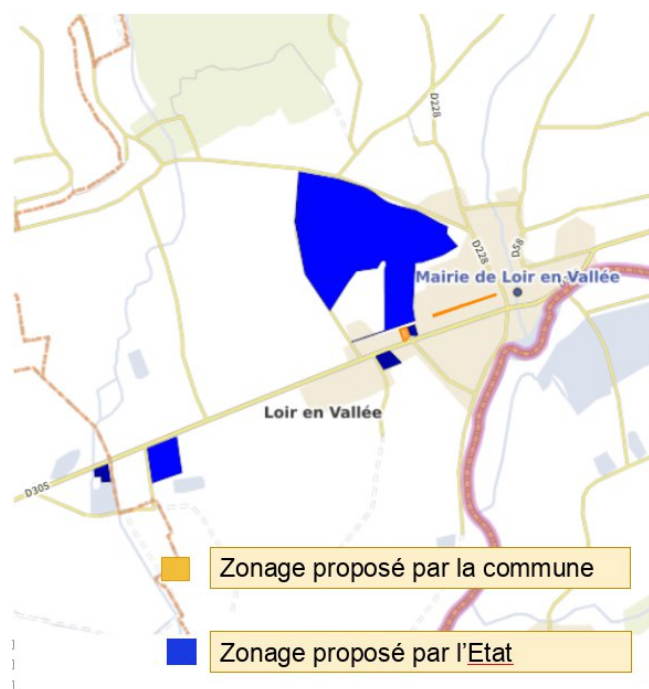 D228
D228
D58
Mairie de Loir en Vallée
Loir en Vallée
D305
Zonage proposé par la commune
Zonage proposé par l'Etat